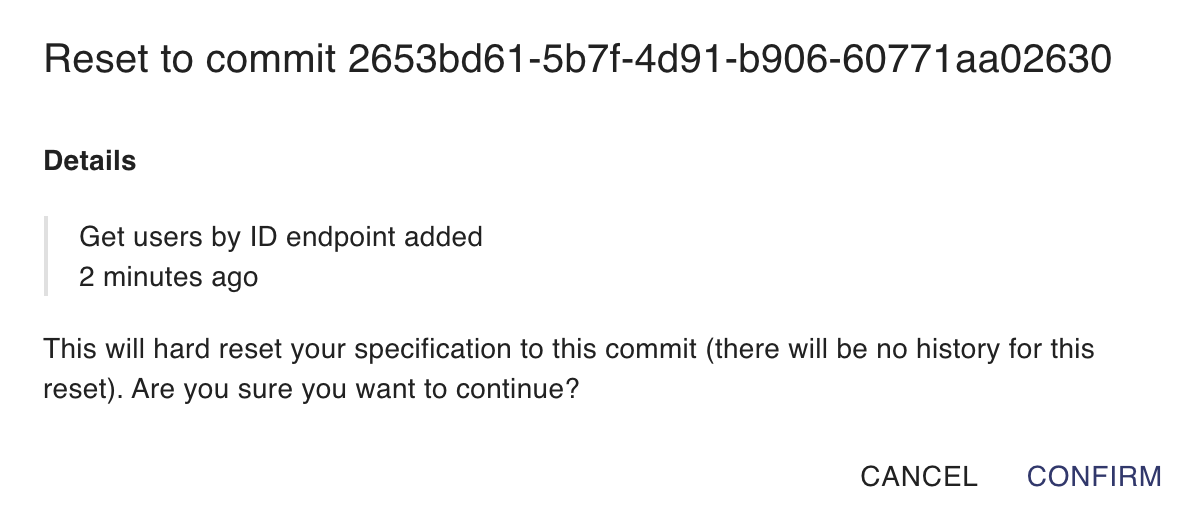 Reset to commit 2653bd61-5b7f-4d91-b906-60771aa02630
Details
Get users by ID endpoint added
2 minutes ago
This will hard reset your specification to this commit (there will be no history for this
reset). Are you sure you want to continue?
CANCEL CONFIRM